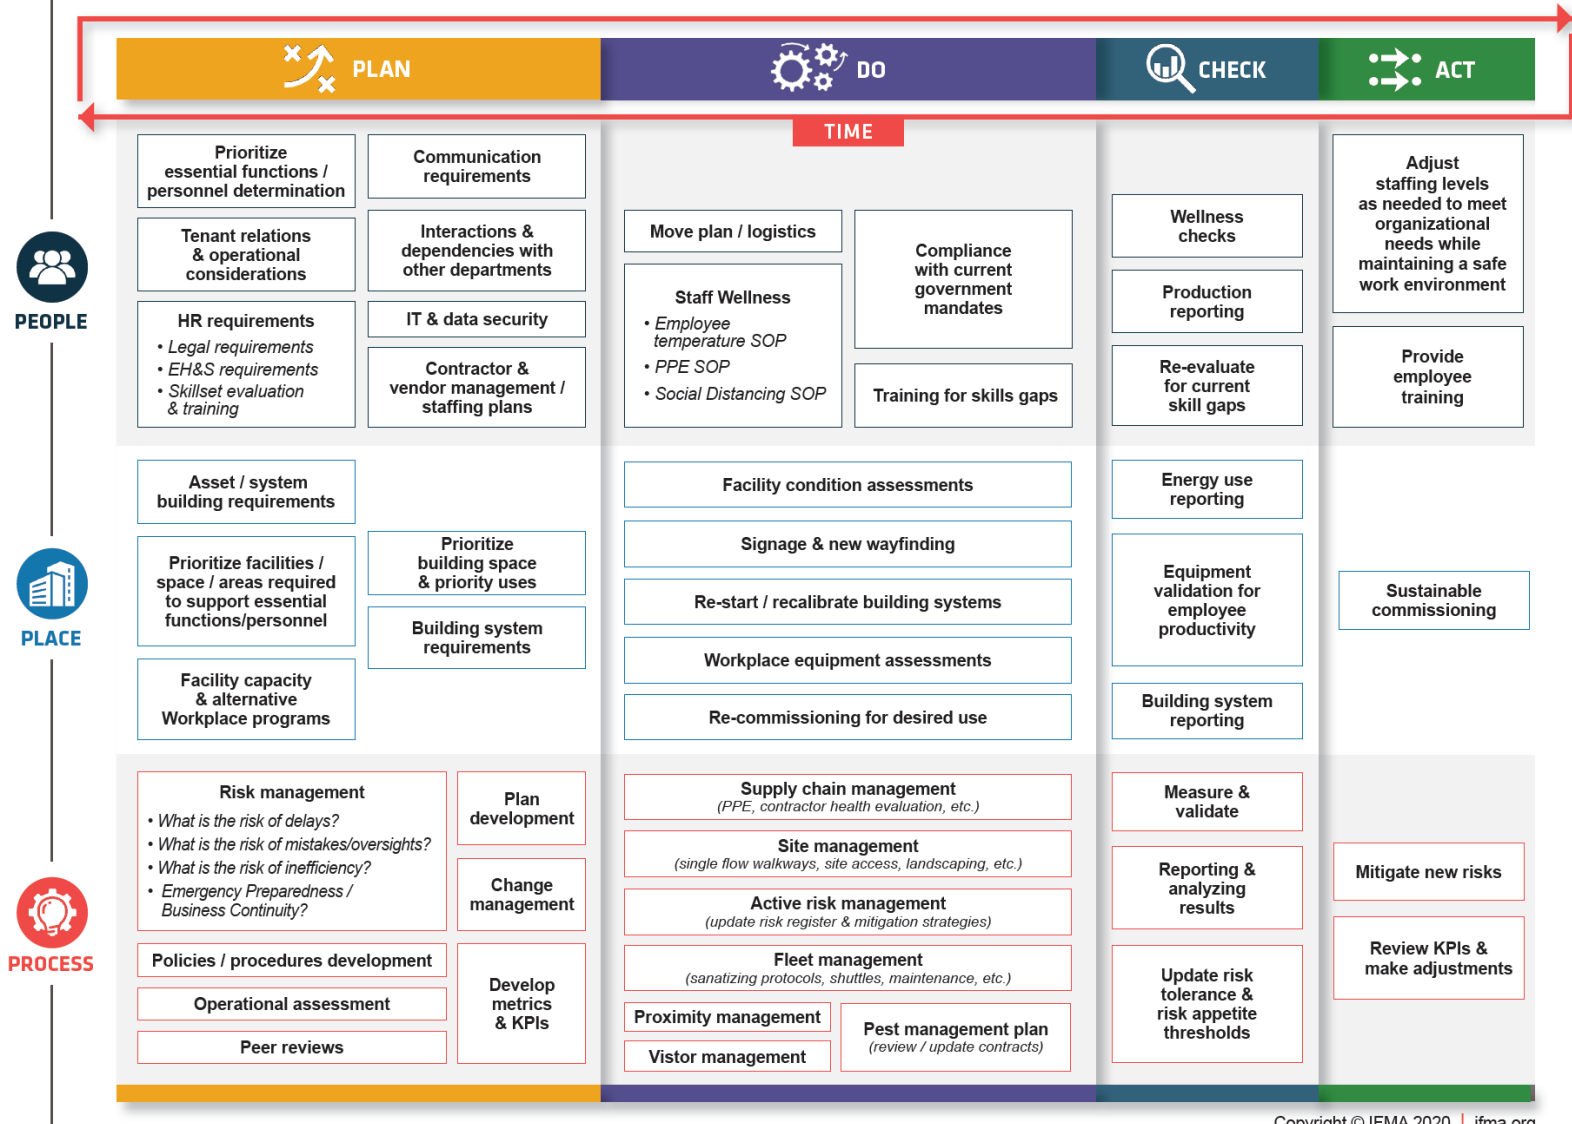 PLAN
DO
CHECK
ACT
TIME
PEOPLE
Prioritize
essential functions /
personnel determination
Tenant relations
& operational
considerations
HR requirements
• Legal requirements
• EH&S requirements
• Skillset evaluation
& training
Communication
requirements
Interactions &
dependencies with
other departments
IT & data security
Contractor &
vendor management /
staffing plans
Move plan / logistics
Staff Wellness
• Employee
temperature SOP
• PPE SOP
• Social Distancing SOP
Compliance
with current
government
mandates
Training for skills gaps
Wellness
checks
Production
reporting
Re-evaluate
for current
skill gaps
Adjust
staffing levels
as needed to meet
organizational
needs while
maintaining a safe
work environment
Provide
employee
training
PLACE
Asset / system
building requirements
Prioritize facilities /
space / areas required
to support essential
functions/personnel
Facility capacity
& alternative
Workplace programs
Prioritize
building space
& priority uses
Building system
requirements
Facility condition assessments
Signage & new wayfinding
Re-start / recalibrate building systems
Workplace equipment assessments
Re-commissioning for desired use
Energy use
reporting
Equipment
validation for
employee
productivity
Building system
reporting
Sustainable
commissioning
PROCESS
Risk management
• What is the risk of delays?
• What is the risk of mistakes/oversights?
• What is the risk of inefficiency?
• Emergency Preparedness /
Business Continuity?
Policies / procedures development
Operational assessment
Peer reviews
Plan
development
Change
management
Develop
metrics
& KPIs
Supply chain management
(PPE, contractor health evaluation, etc.)
Site management
(single flow walkways, site access, landscaping, etc.)
Active risk management
(update risk register & mitigation strategies)
Fleet management
(sanatizing protocols, shuttles, maintenance, etc.)
Proximity management
Vistor management
Pest management plan
(review / update contracts)
Measure &
validate
Reporting &
analyzing
results
Update risk
tolerance &
risk appetite
thresholds
Mitigate new risks
Review KPIs &
make adjustments
Copyright © IFMA 2020 | ifma.org